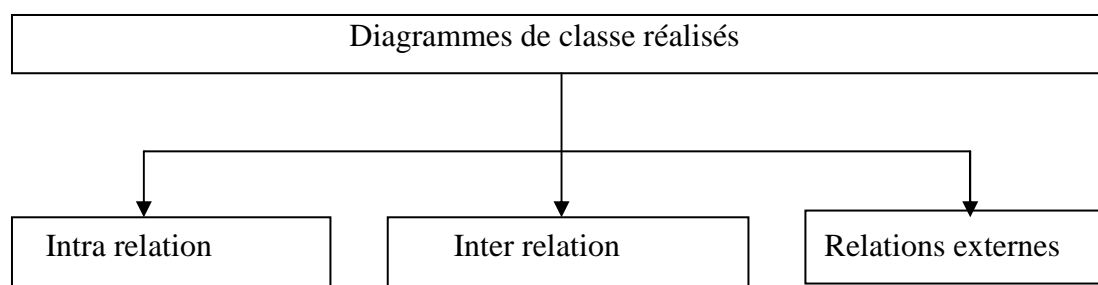 Diagrammes de classe réalisés
Intra relation
Inter relation
Relations externes